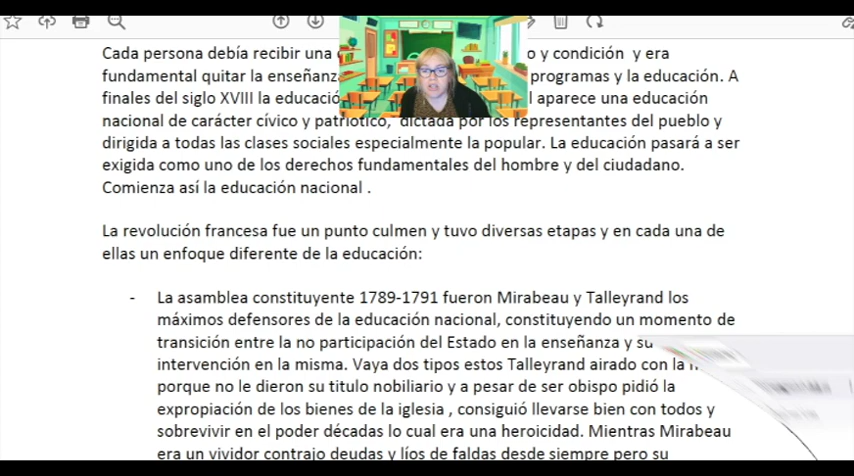 Cada persona debía recibir una o y condición y era
fundamental quitar la enseñanz programas y la educación. A
finales del siglo XVIII la educació l aparece una educación
nacional de carácter cívico y patriótico, dictada por los representantes del pueblo y
dirigida a todas las clases sociales especialmente la popular. La educación pasará a ser
exigida como uno de los derechos fundamentales del hombre y del ciudadano.
Comienza así la educación nacional .
La revolución francesa fue un punto culmen y tuvo diversas etapas y en cada una de
ellas un enfoque diferente de la educación:
- La asamblea constituyente 1789-1791 fueron Mirabeau y Talleyrand los
máximos defensores de la educación nacional, constituyendo un momento de
transición entre la no participación del Estado en la enseñanza y su
intervención en la misma. Vaya dos tipos estos Talleyrand airado con la
porque no le dieron su titulo nobiliario y a pesar de ser obispo pidió la
expropiación de los bienes de la iglesia , consiguió llevarse bien con todos y
sobrevivir en el poder décadas lo cual era una heroicidad. Mientras Mirabeau
era un vividor contrajo deudas y líos de faldas desde siempre pero su